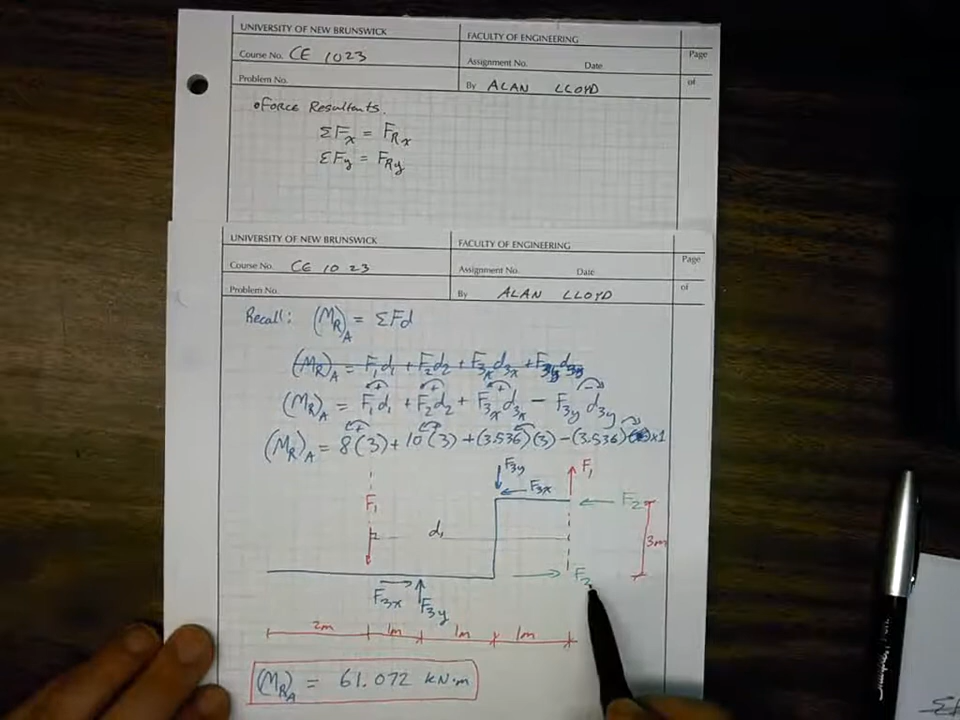 UNIVERSITY OF NEW BRUNSWICK FACULTY OF ENGINEERING Page
Course No. CE 1023 Assignment No. Date
Problem No. By ALAN LLOYD of
• Force Resultants.
ΣFx = FRx
ΣFy = FRy
UNIVERSITY OF NEW BRUNSWICK FACULTY OF ENGINEERING Page
Course No. CE 1023 Assignment No. Date
Problem No. By ALAN LLOYD of
Recall: (MR)A = ΣFd
(MR)A = F1d1 + F2d2 + F3xd3x + F3yd3y
(MR)A = F1d1 + F2d2 + F3xd3x − F3yd3y
(MR)A = 8(3) + 10(3) + (3.536)(3) − (3.536)x1
F3y F1
F3x F2
F1
d1
3m
F2
F3x F3y
2m 1m 1m 1m
(MR)A = 61.072 kN·m